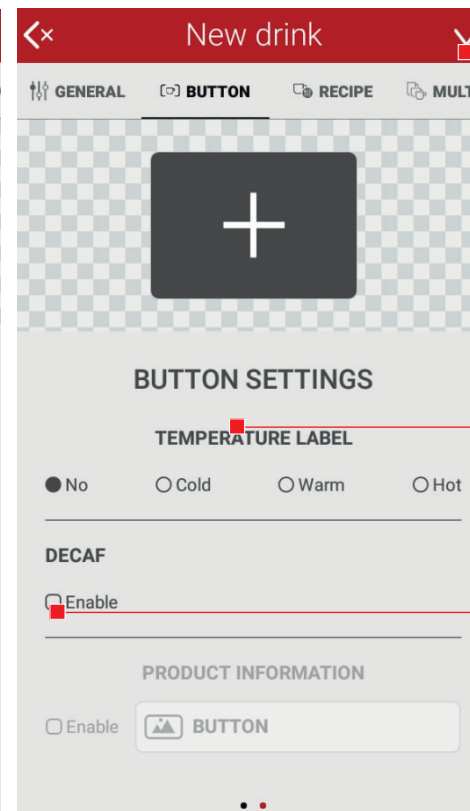 New drink
GENERAL BUTTON RECIPE MULT
BUTTON SETTINGS
TEMPERATURE LABEL
No Cold Warm Hot
DECAF
Enable
PRODUCT INFORMATION
Enable BUTTON